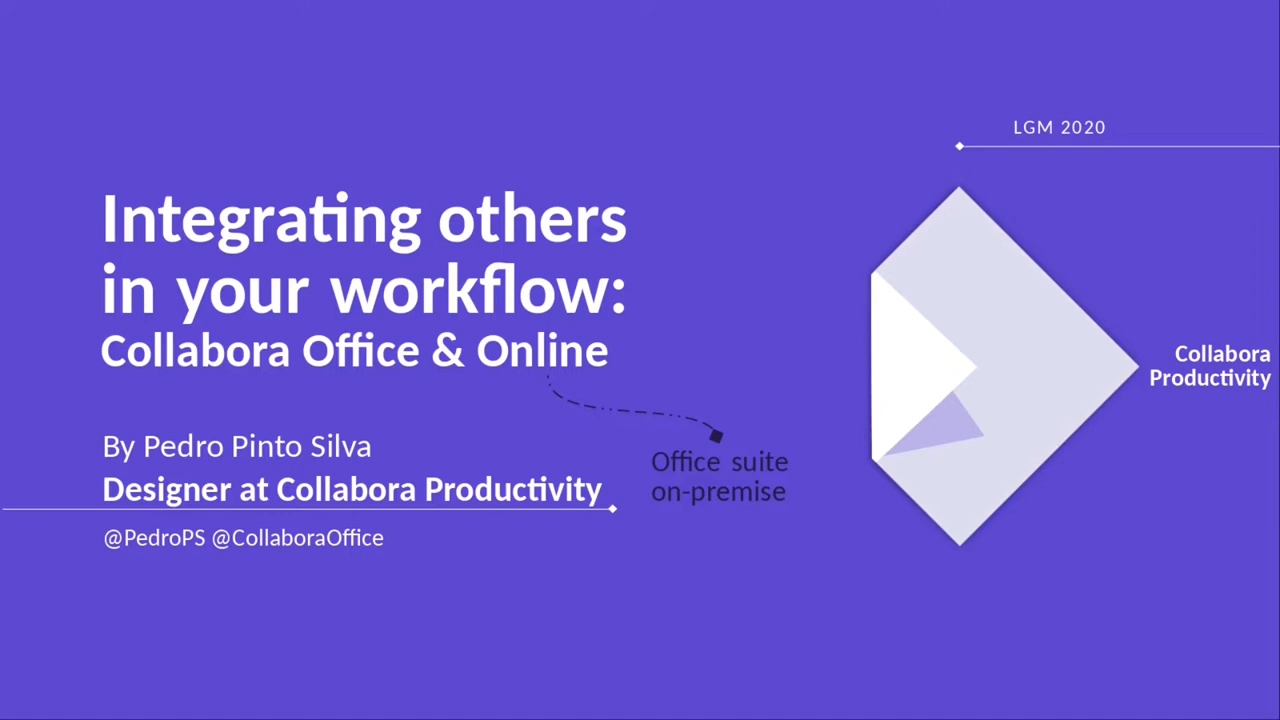 LGM 2020
Integrating others
in your workflow:
Collabora Office & Online
Collabora
Productivity
By Pedro Pinto Silva
Designer at Collabora Productivity
Office suite
on-premise
@PedroPS @CollaboraOffice